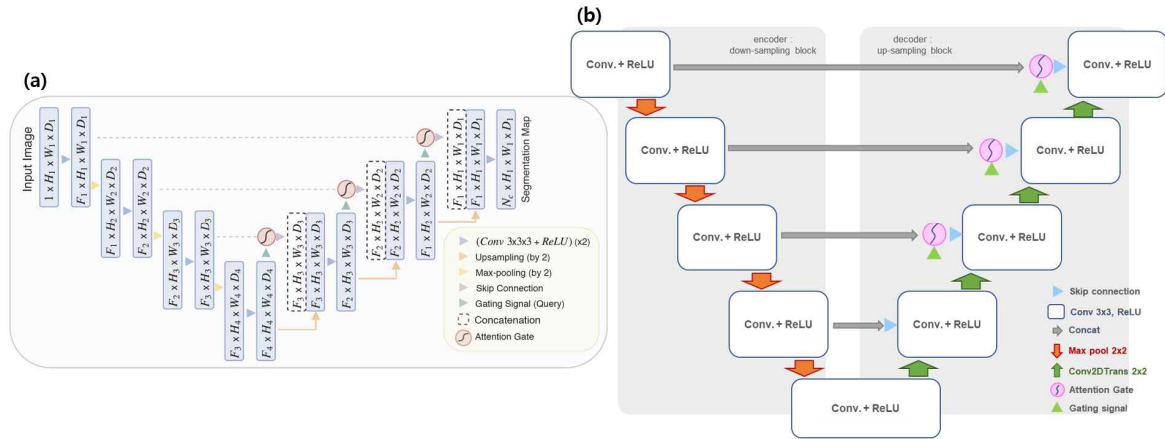 (a)
Input Image
1 x H₁ x W₁ x D₁
F₁ x H₁ x W₁ x D₁
F₁ x H₂ x W₂ x D₂
F₂ x H₂ x W₂ x D₂
F₂ x H₃ x W₃ x D₃
F₃ x H₃ x W₃ x D₃
F₃ x H₄ x W₄ x D₄
F₄ x H₄ x W₄ x D₄
F₃ x H₃ x W₃ x D₃
F₃ x H₃ x W₃ x D₃
F₂ x H₃ x W₃ x D₃
F₂ x H₂ x W₂ x D₂
F₂ x H₂ x W₂ x D₂
F₁ x H₂ x W₂ x D₂
F₁ x H₁ x W₁ x D₁
F₁ x H₁ x W₁ x D₁
N_c x H₁ x W₁ x D₁
Segmentation Map
(Conv 3x3x3 + ReLU) (x2)
Upsampling (by 2)
Max-pooling (by 2)
Skip Connection
Gating Signal (Query)
Concatenation
Attention Gate
(b)
encoder :
down-sampling block
decoder :
up-sampling block
Conv. + ReLU
Conv. + ReLU
Conv. + ReLU
Conv. + ReLU
Conv. + ReLU
Conv. + ReLU
Conv. + ReLU
Conv. + ReLU
Conv. + ReLU
Skip connection
Conv 3x3, ReLU
Concat
Max pool 2x2
Conv2DTrans 2x2
Attention Gate
Gating signal